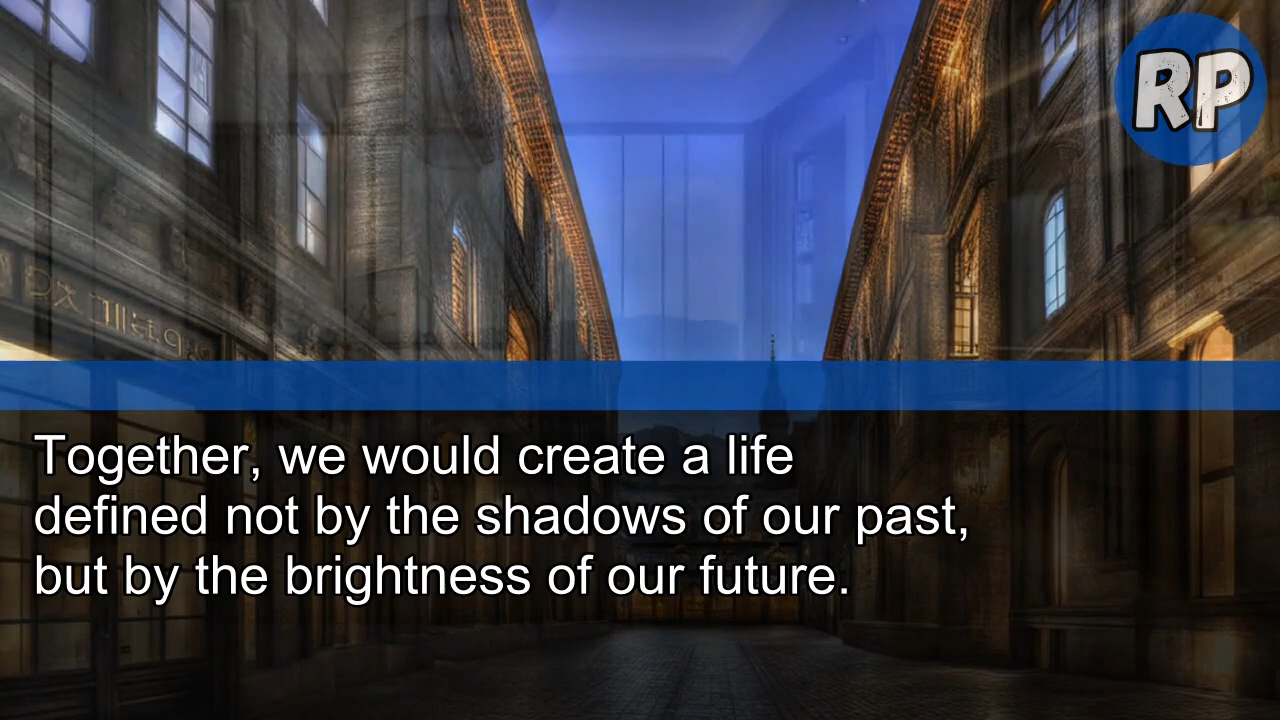 RP
Together, we would create a life
defined not by the shadows of our past,
but by the brightness of our future.